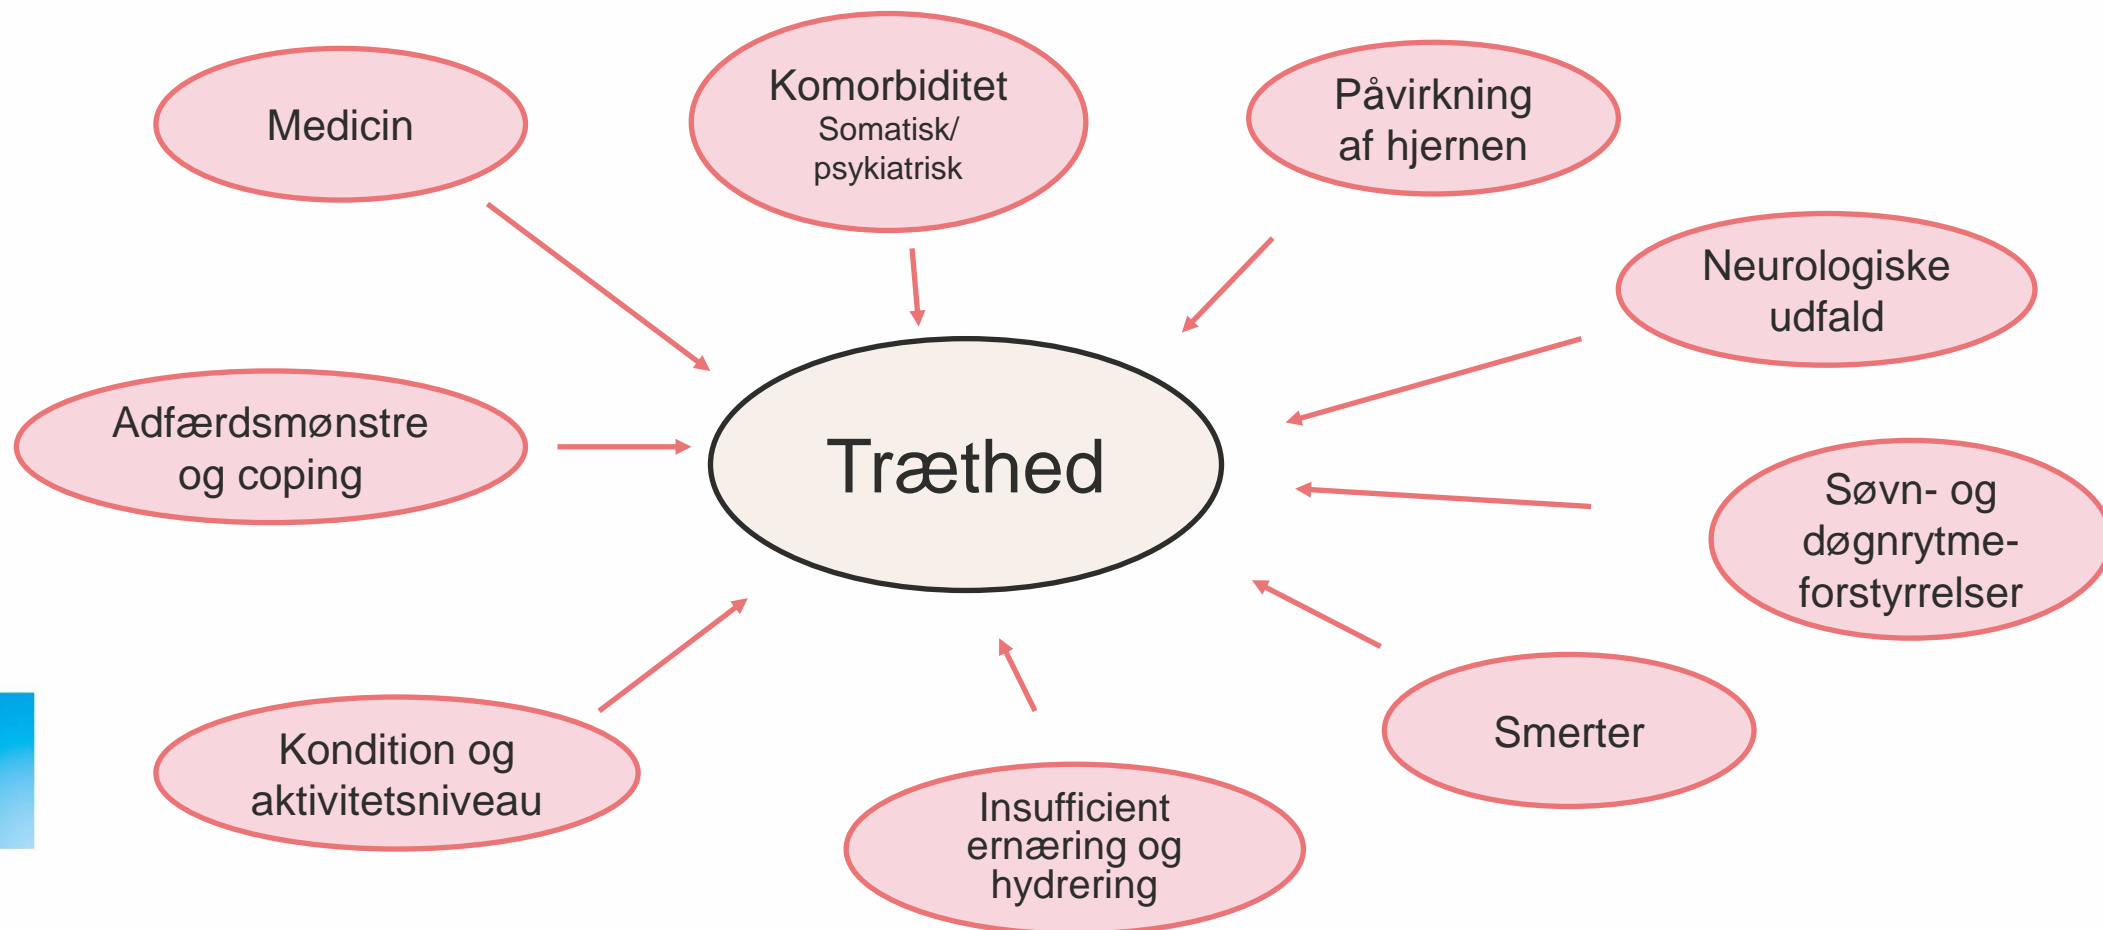 Medicin
Komorbiditet
Somatisk/
psykiatrisk
Påvirkning
af hjernen
Neurologiske
udfald
Adfærdsmønstre
og coping
Træthed
Søvn- og
døgnrytme-
forstyrrelser
Kondition og
aktivitetsniveau
Insufficient
ernæring og
hydrering
Smerter